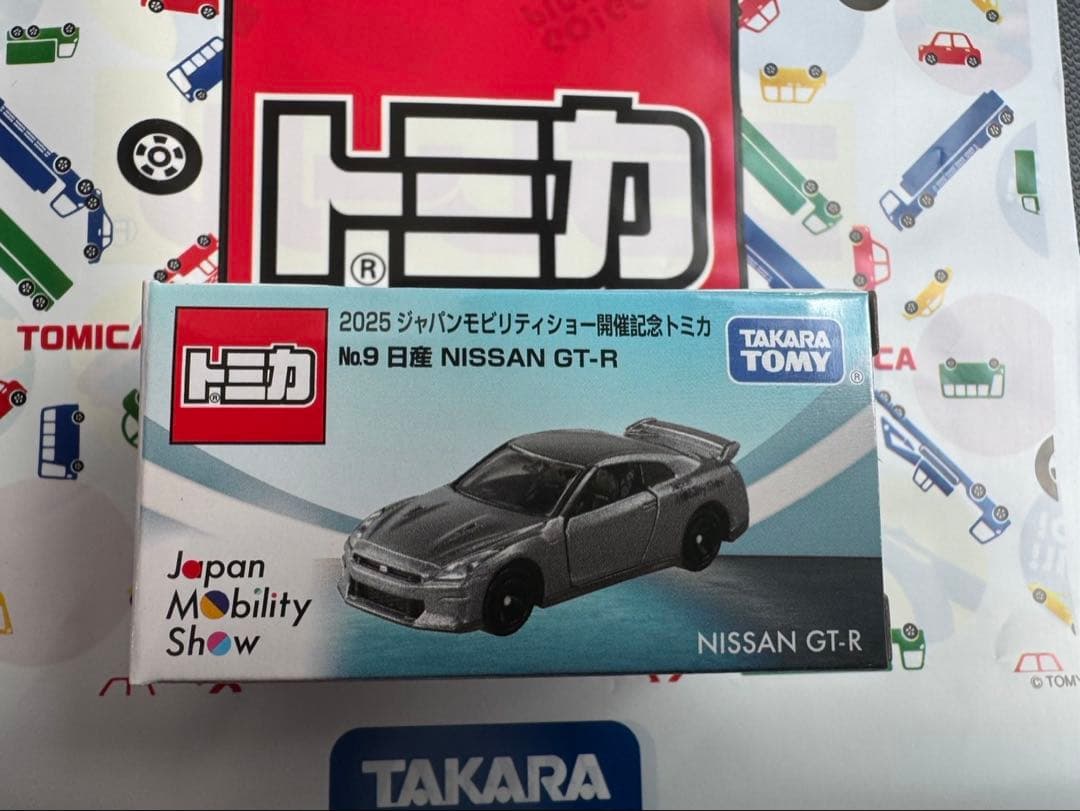 トミカ
®
TOMICA
トミカ
®
2025 ジャパンモビリティショー開催記念トミカ
No.9 日産 NISSAN GT-R
TAKARA
TOMY
®
Japan
Mobility
Show
NISSAN GT-R
© TOMY
TAKARA